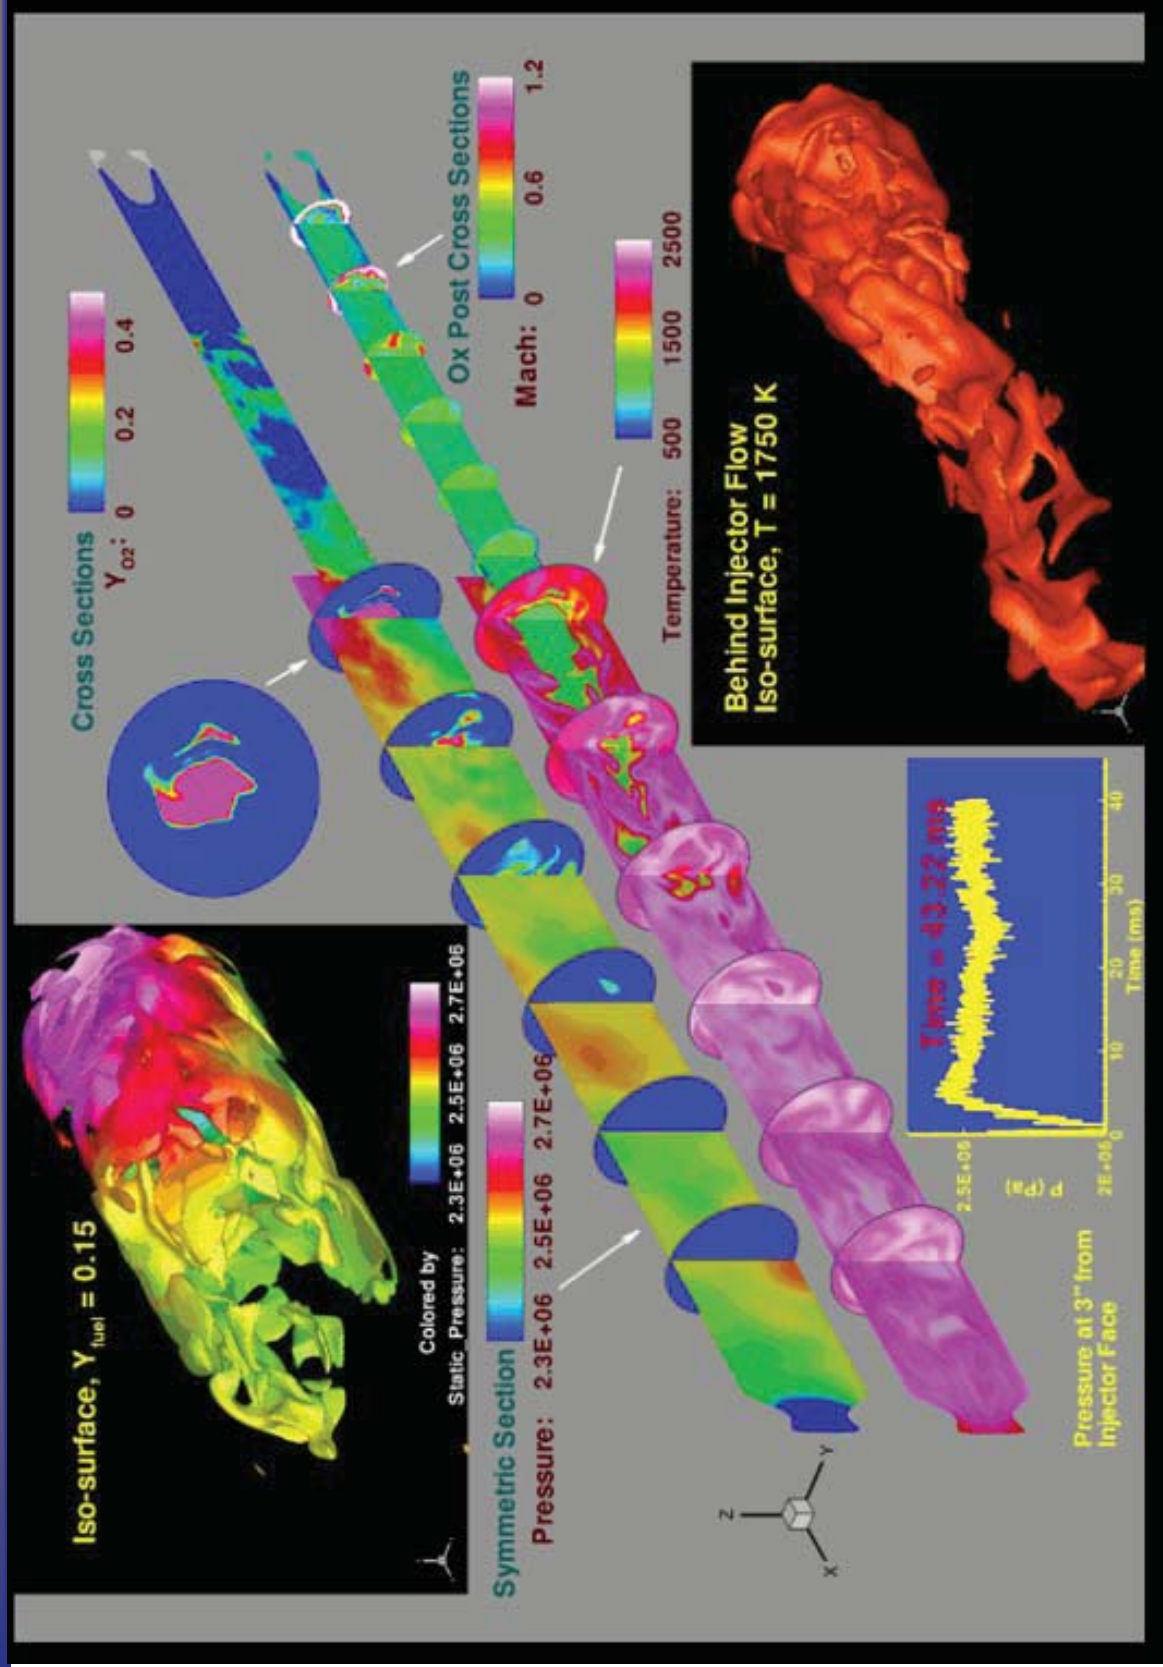 Iso-surface, Y fuel = 0.15
Colored by
Static Pressure: 2.3E+06 2.5E+06 2.7E+06
Cross Sections
YO2: 0 0.2 0.4
Symmetric Section
Pressure: 2.3E+06 2.5E+06 2.7E+06
Ox Post Cross Sections
Mach: 0 0.6 1.2
Temperature: 500 1500 2500
Z
X
Y
Behind Injector Flow
Iso-surface, T = 1750 K
Time = 43.22 ms
2.5E+06
P (Pa)
2E+06
0 10 20 30 40
Time (ms)
Pressure at 3" from
Injector Face